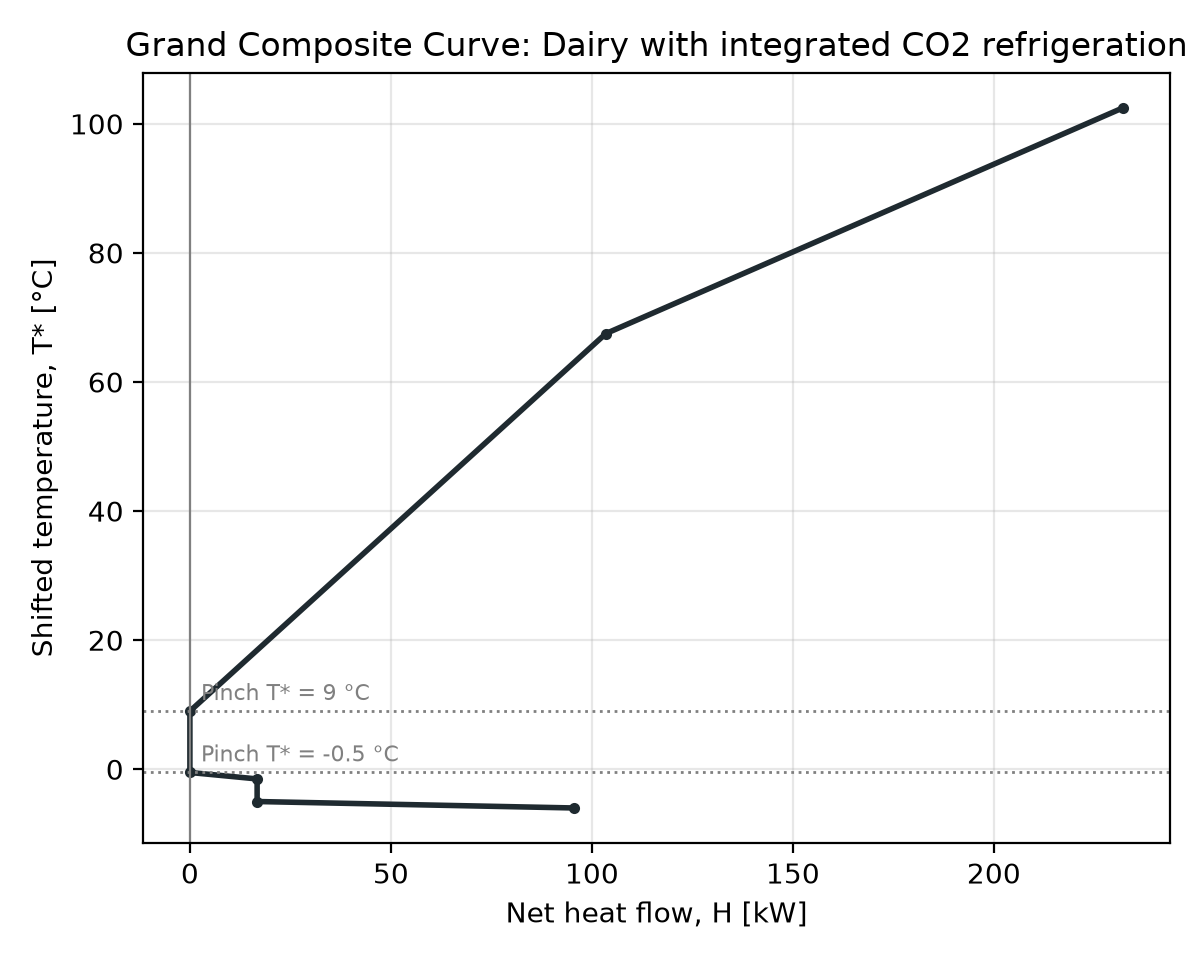 Grand Composite Curve: Dairy with integrated CO2 refrigeration
Shifted temperature, T* [°C]
100
80
60
40
20
0
Pinch T* = 9 °C
Pinch T* = -0.5 °C
0
50
100
150
200
Net heat flow, H [kW]